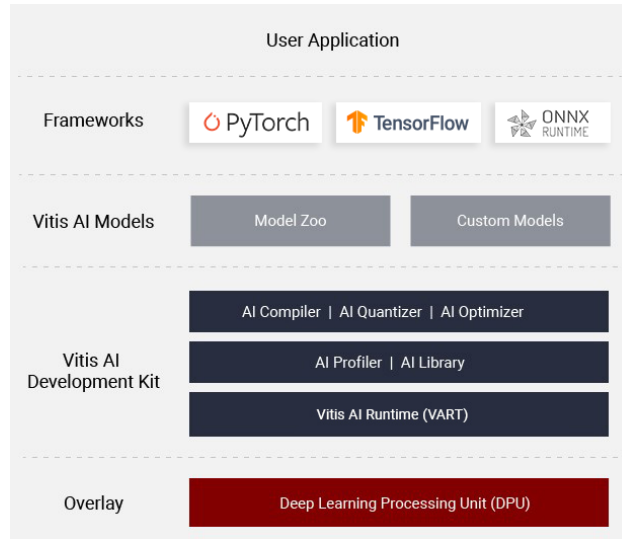 User Application
Frameworks
PyTorch
TensorFlow
ONNX
RUNTIME
Vitis AI Models
Model Zoo
Custom Models
Vitis AI
Development Kit
AI Compiler | AI Quantizer | AI Optimizer
AI Profiler | AI Library
Vitis AI Runtime (VART)
Overlay
Deep Learning Processing Unit (DPU)